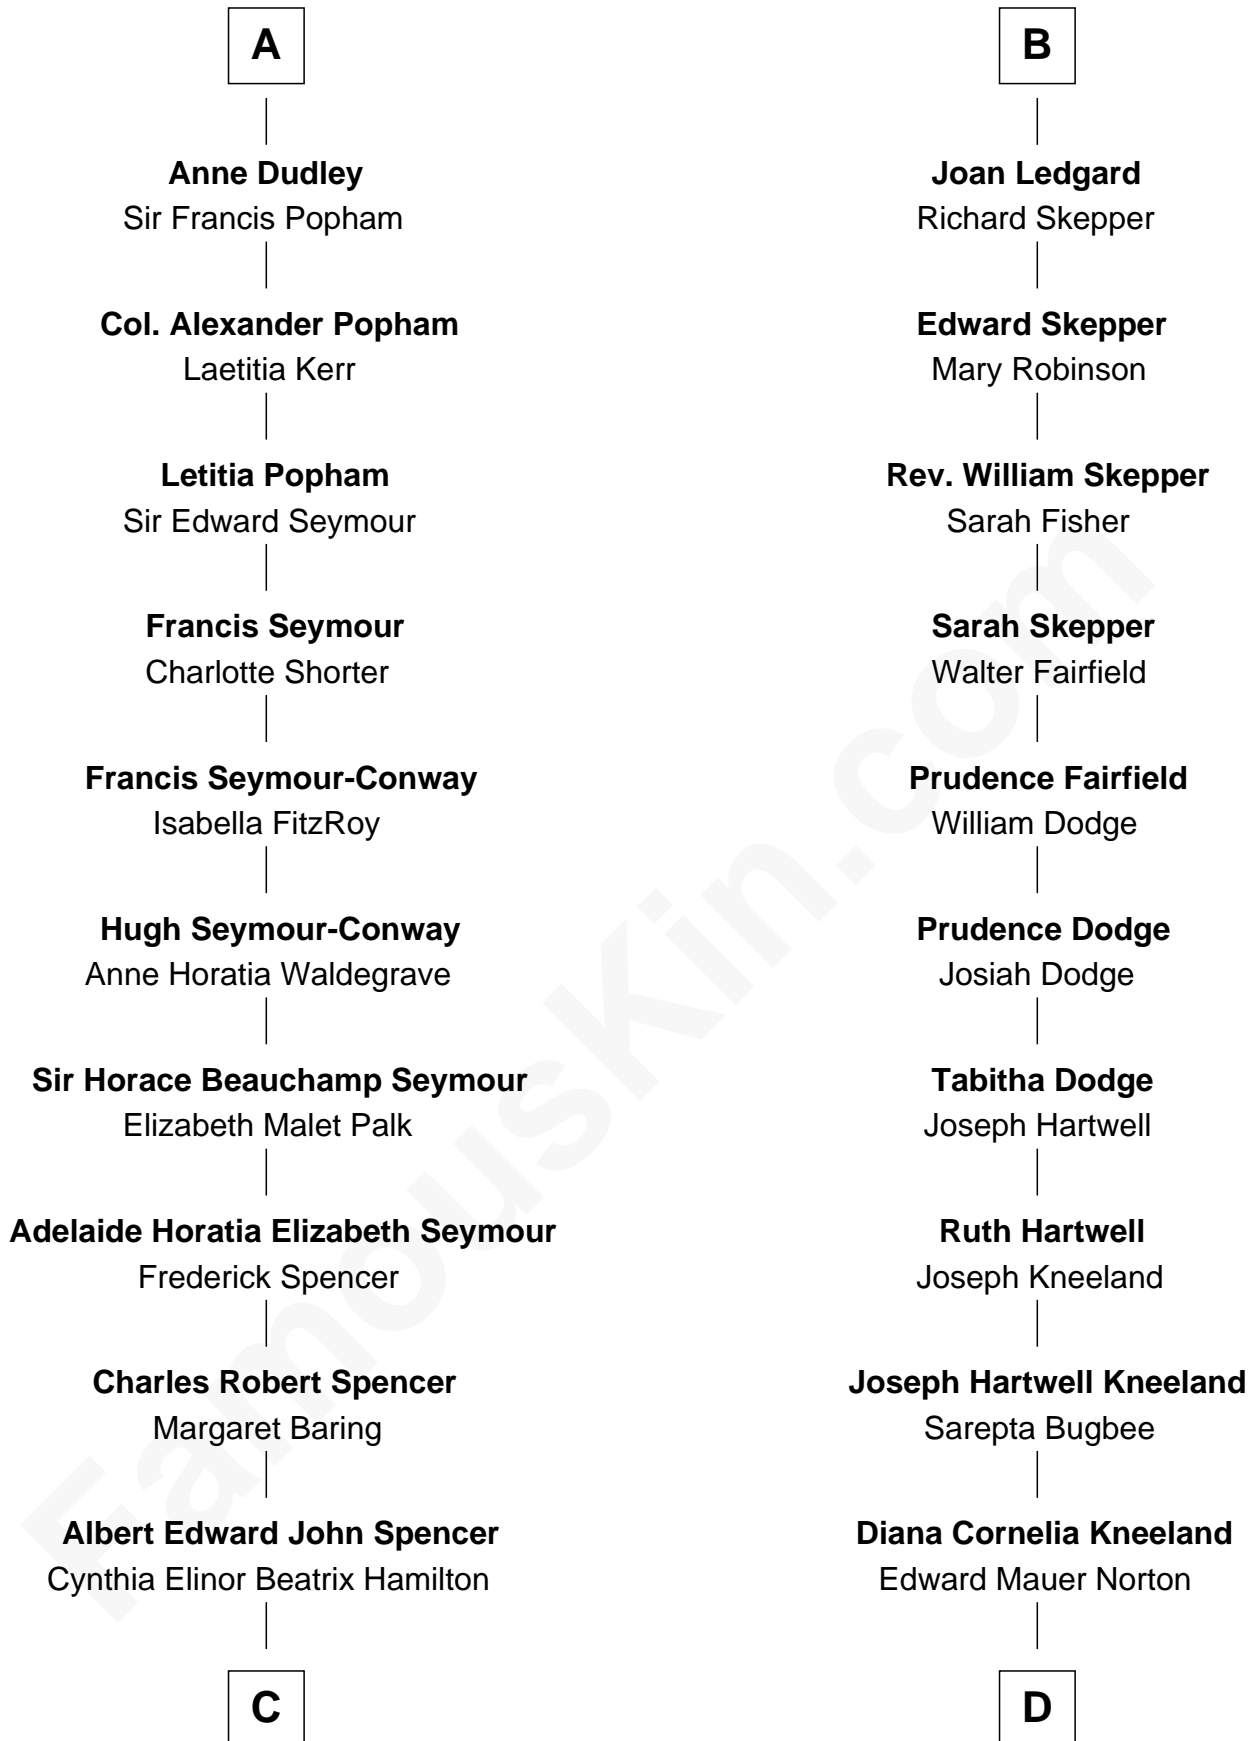 A
Anne Dudley
Sir Francis Popham
Col. Alexander Popham
Laetitia Kerr
Letitia Popham
Sir Edward Seymour
Francis Seymour
Charlotte Shorter
Francis Seymour-Conway
Isabella FitzRoy
Hugh Seymour-Conway
Anne Horatia Waldegrave
Sir Horace Beauchamp Seymour
Elizabeth Malet Palk
Adelaide Horatia Elizabeth Seymour
Frederick Spencer
Charles Robert Spencer
Margaret Baring
Albert Edward John Spencer
Cynthia Elinor Beatrix Hamilton
C
B
Joan Ledgard
Richard Skepper
Edward Skepper
Mary Robinson
Rev. William Skepper
Sarah Fisher
Sarah Skepper
Walter Fairfield
Prudence Fairfield
William Dodge
Prudence Dodge
Josiah Dodge
Tabitha Dodge
Joseph Hartwell
Ruth Hartwell
Joseph Kneeland
Joseph Hartwell Kneeland
Sarepta Bugbee
Diana Cornelia Kneeland
Edward Mauer Norton
D
FamousKin.com